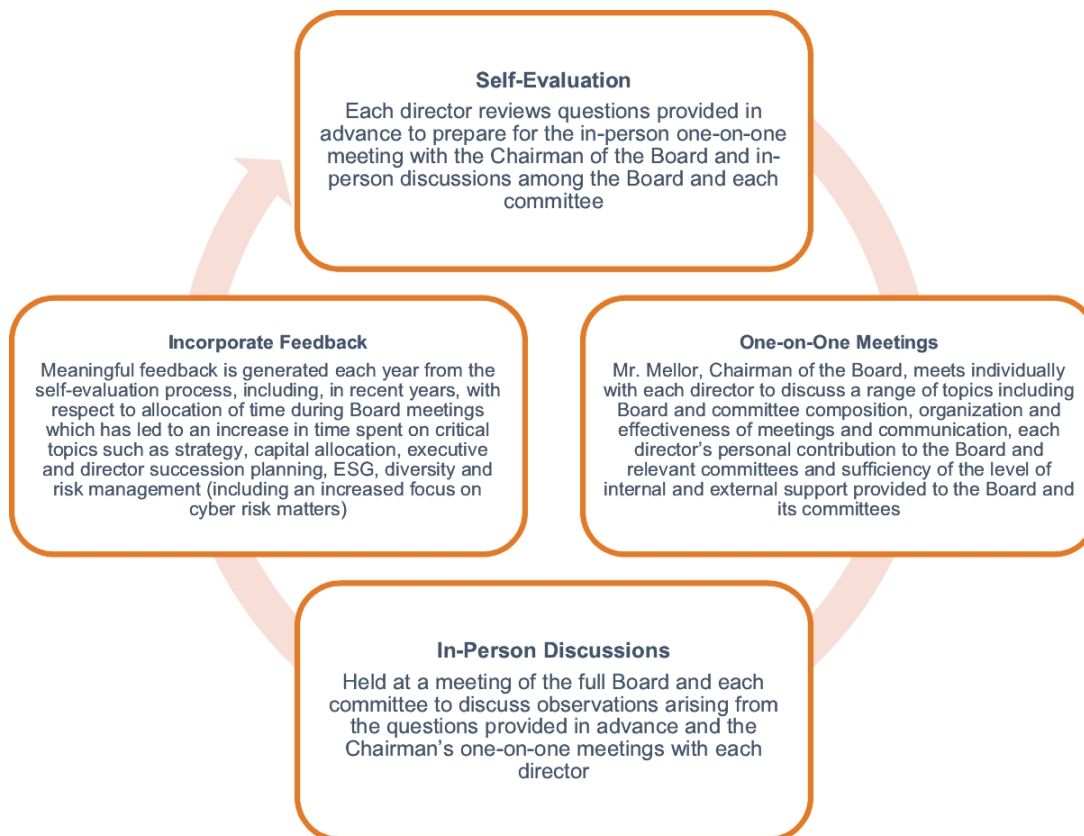 Self-Evaluation
Each director reviews questions provided in
advance to prepare for the in-person one-on-one
meeting with the Chairman of the Board and in-
person discussions among the Board and each
committee
One-on-One Meetings
Mr. Mellor, Chairman of the Board, meets individually
with each director to discuss a range of topics including
Board and committee composition, organization and
effectiveness of meetings and communication, each
director's personal contribution to the Board and
relevant committees and sufficiency of the level of
internal and external support provided to the Board and
its committees
In-Person Discussions
Held at a meeting of the full Board and each
committee to discuss observations arising from
the questions provided in advance and the
Chairman's one-on-one meetings with each
director
Incorporate Feedback
Meaningful feedback is generated each year from the
self-evaluation process, including, in recent years, with
respect to allocation of time during Board meetings
which has led to an increase in time spent on critical
topics such as strategy, capital allocation, executive
and director succession planning, ESG, diversity and
risk management (including an increased focus on
cyber risk matters)